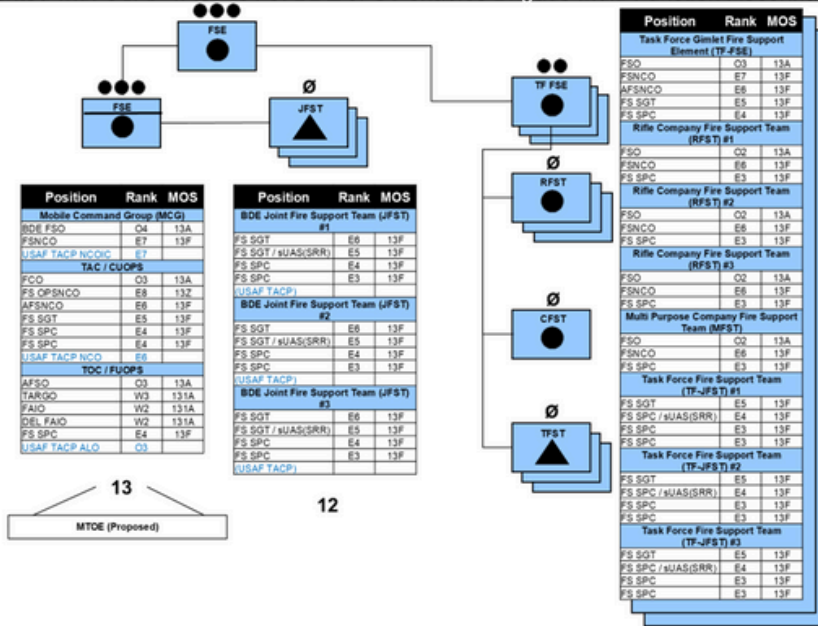 FSE
FSE
JFST
Ø
TF FSE
Ø
RFST
Ø
CFST
Ø
TFST
Position Rank MOS
Mobile Command Group (MCG)
BDE FSO O4 13A
FSNCO E7 13F
USAF TACP NCOIC E7
TAC / CUOPS
FCO O3 13A
FS OPSNCO E8 13Z
AFSNCO E6 13F
FS SGT E5 13F
FS SPC E4 13F
FS SPC E4 13F
USAF TACP NCO E6
TOC / FUOPS
AFSO O3 13A
TARGO W3 131A
FAIO W2 131A
DEL FAIO W2 131A
FS SPC E4 13F
USAF TACP ALO O3
13
MTOE (Proposed)
Position Rank MOS
BDE Joint Fire Support Team (JFST)
#1
FS SGT E6 13F
FS SGT / sUAS(SRR) E5 13F
FS SPC E4 13F
FS SPC E3 13F
(USAF TACP)
BDE Joint Fire Support Team (JFST)
#2
FS SGT E6 13F
FS SGT / sUAS(SRR) E5 13F
FS SPC E4 13F
FS SPC E3 13F
(USAF TACP)
BDE Joint Fire Support Team (JFST)
#3
FS SGT E6 13F
FS SGT / sUAS(SRR) E5 13F
FS SPC E4 13F
FS SPC E3 13F
(USAF TACP)
12
Position Rank MOS
Task Force Gimlet Fire Support
Element (TF-FSE)
FSO O3 13A
FSNCO E7 13F
AFSNCO E6 13F
FS SGT E5 13F
FS SPC E4 13F
Rifle Company Fire Support Team
(RFST) #1
FSO O2 13A
FSNCO E6 13F
FS SPC E3 13F
Rifle Company Fire Support Team
(RFST) #2
FSO O2 13A
FSNCO E6 13F
FS SPC E3 13F
Rifle Company Fire Support Team
(RFST) #3
FSO O2 13A
FSNCO E6 13F
FS SPC E3 13F
Multi Purpose Company Fire Support
Team (MFST)
FSO O2 13A
FSNCO E6 13F
FS SPC E3 13F
Task Force Fire Support Team
(TF-JFST) #1
FS SGT E5 13F
FS SPC / sUAS(SRR) E4 13F
FS SPC E3 13F
FS SPC E3 13F
Task Force Fire Support Team
(TF-JFST) #2
FS SGT E5 13F
FS SPC / sUAS(SRR) E4 13F
FS SPC E3 13F
FS SPC E3 13F
Task Force Fire Support Team
(TF-JFST) #3
FS SGT E5 13F
FS SPC / sUAS(SRR) E4 13F
FS SPC E3 13F
FS SPC E3 13F